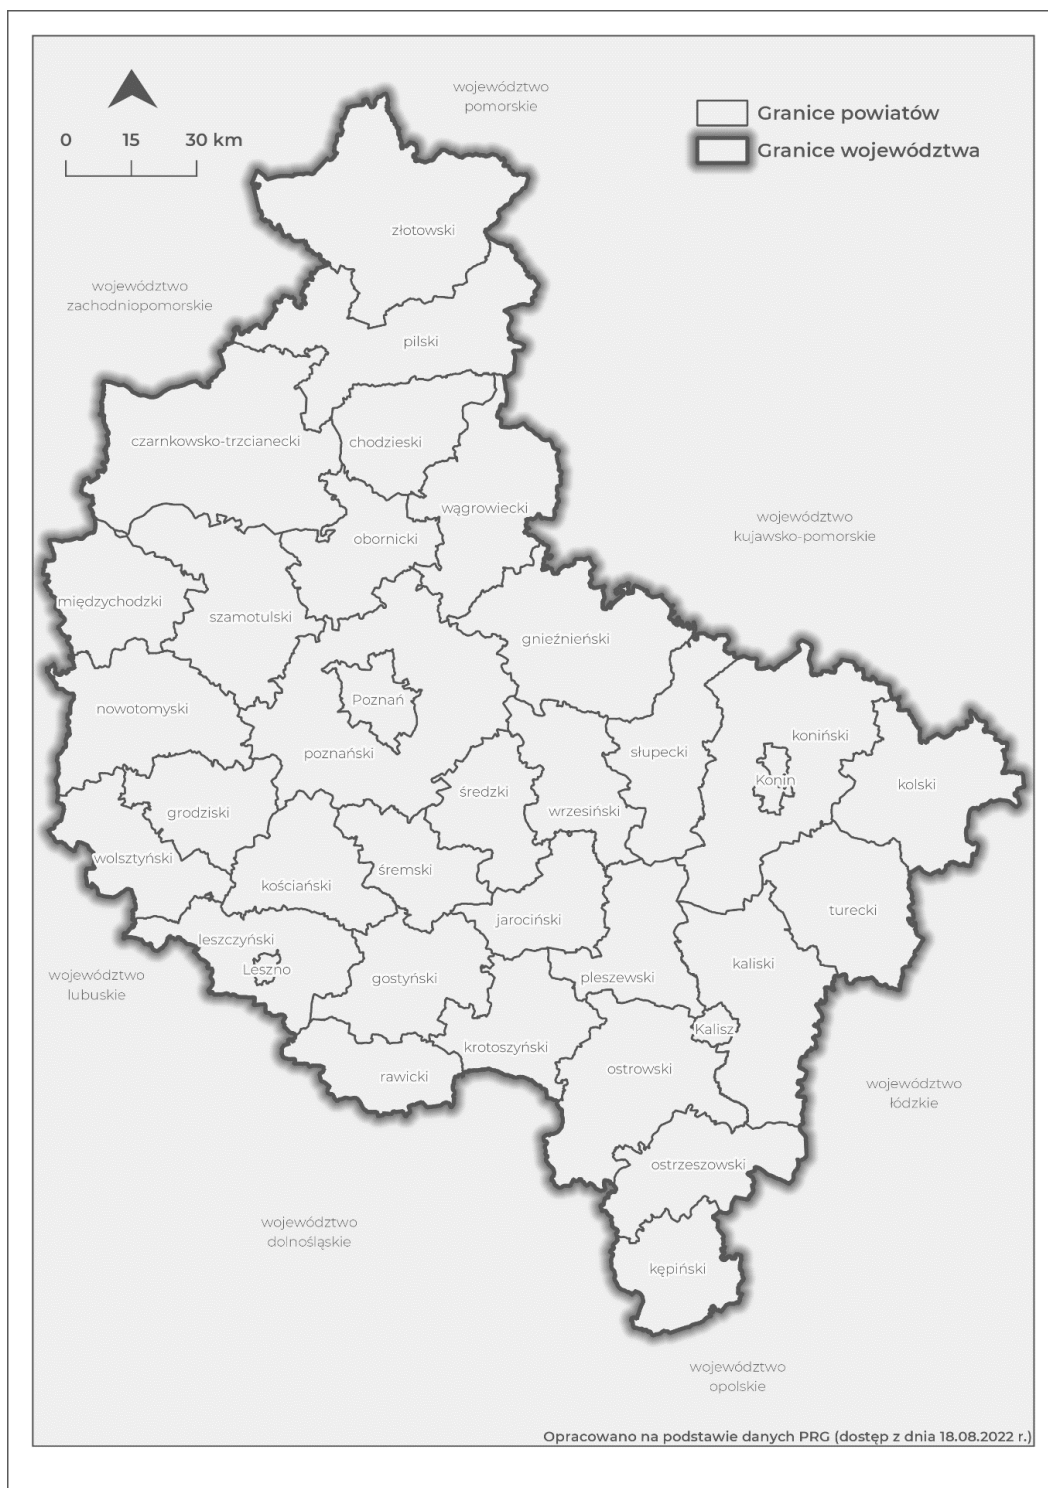 województwo
pomorskie
0 15 30 km
Granice powiatów
Granice województwa
złotowski
województwo
zachodniopomorskie
pilski
czarnkowsko-trzcianecki
chodzieski
wągrowiecki
województwo
kujawsko-pomorskie
obornicki
międzychodzki
szamotulski
gnieźnieński
Poznań
nowotomyski
poznański
słupecki
koniński
Konin
kolski
średzki
grodziski
wrzesiński
wolsztyński
śremski
kościański
turecki
jarociński
leszczyński
Leszno
województwo
lubuskie
gostyński
pleszewski
kaliski
Kalisz
krotoszyński
ostrowski
rawicki
województwo
łódzkie
ostrzeszowski
województwo
dolnośląskie
kępiński
województwo
opolskie
Opracowano na podstawie danych PRG (dostęp z dnia 18.08.2022 r.)